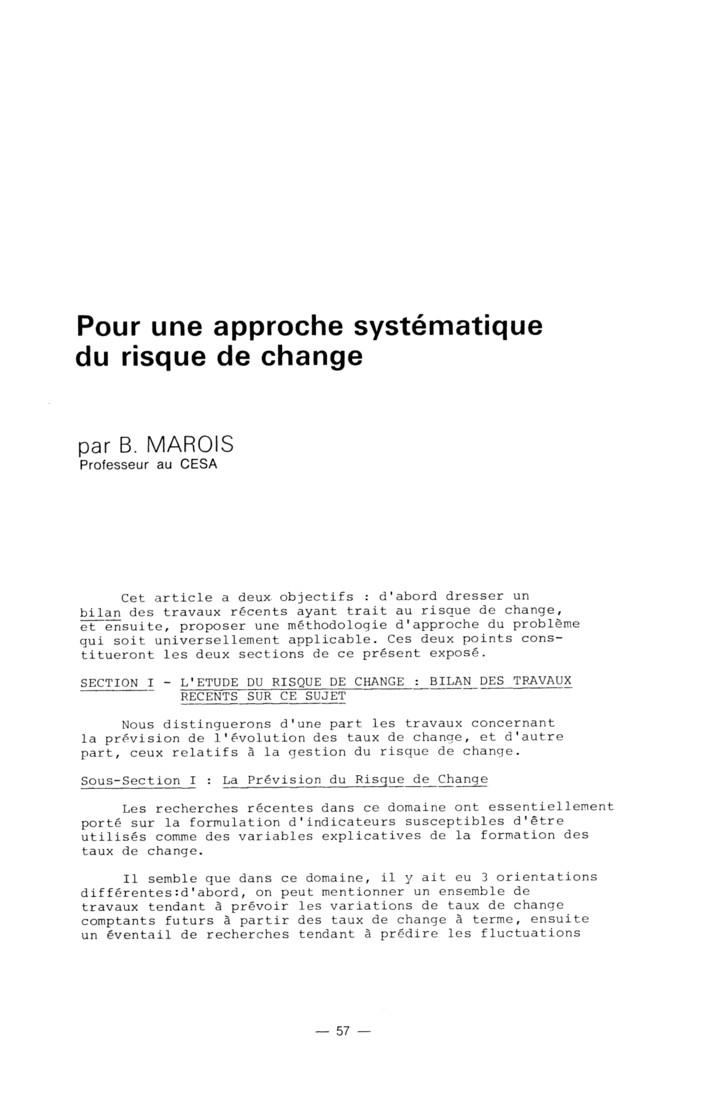 Pour une approche systématique
du risque de change
par B. MAROIS
Professeur au CESA
Cet article a deux objectifs : d'abord dresser un
bilan des travaux récents ayant trait au risque de change,
et ensuite, proposer une méthodologie d'approche du problème
qui soit universellement applicable. Ces deux points cons-
titueront les deux sections de ce présent exposé.
SECTION I - L'ETUDE DU RISQUE DE CHANGE : BILAN DES TRAVAUX
RECENTS SUR CE SUJET
Nous distinguerons d'une part les travaux concernant
la prévision de l'évolution des taux de change, et d'autre
part, ceux relatifs à la gestion du risque de change.
Sous-Section I : La Prévision du Risque de Change
Les recherches récentes dans ce domaine ont essentiellement
porté sur la formulation d'indicateurs susceptibles d'être
utilisés comme des variables explicatives de la formation des
taux de change.
Il semble que dans ce domaine, il y ait eu 3 orientations
différentes:d'abord, on peut mentionner un ensemble de
travaux tendant à prévoir les variations de taux de change
comptants futurs à partir des taux de change à terme, ensuite
un éventail de recherches tendant à prédire les fluctuations
— 57 —